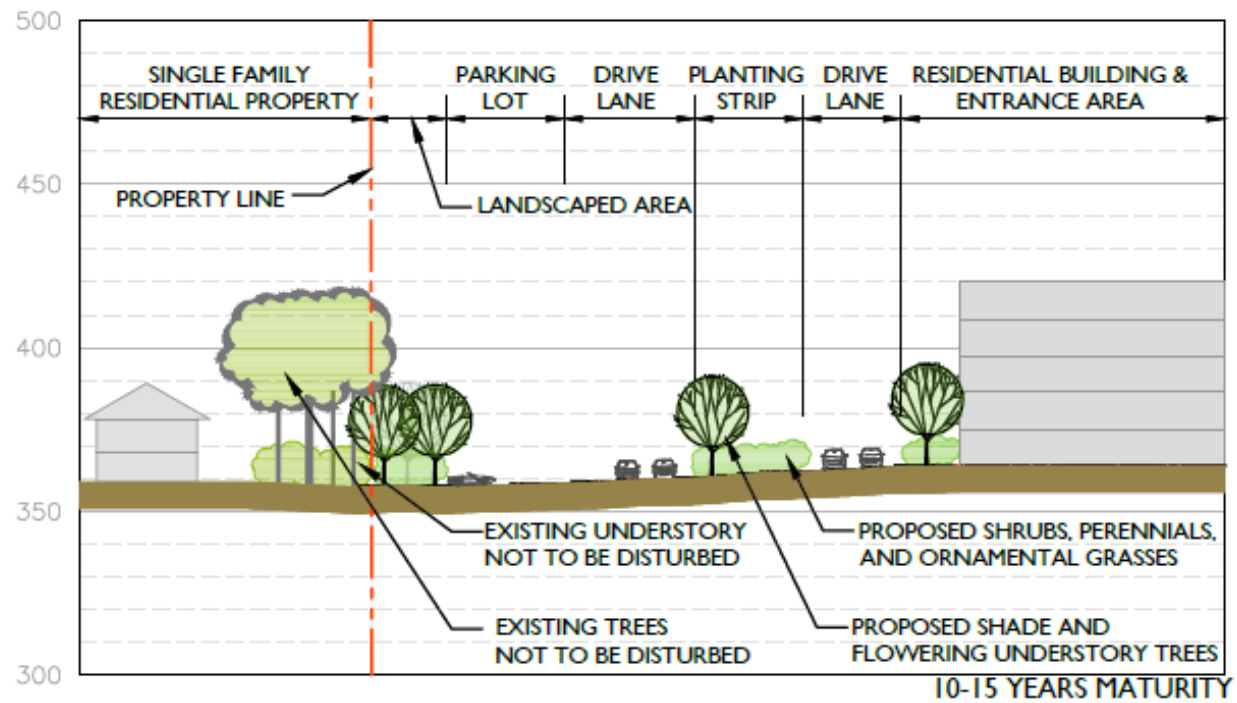 500
SINGLE FAMILY
RESIDENTIAL PROPERTY
PARKING
LOT
DRIVE
LANE
PLANTING
STRIP
DRIVE
LANE
RESIDENTIAL BUILDING &
ENTRANCE AREA
450
PROPERTY LINE
LANDSCAPED AREA
400
350
EXISTING UNDERSTORY
NOT TO BE DISTURBED
PROPOSED SHRUBS, PERENNIALS,
AND ORNAMENTAL GRASSES
EXISTING TREES
NOT TO BE DISTURBED
PROPOSED SHADE AND
FLOWERING UNDERSTORY TREES
300
10-15 YEARS MATURITY